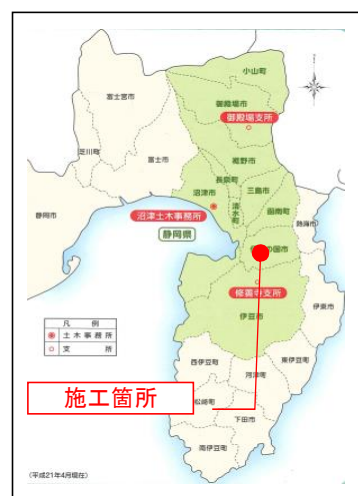 小山町
御殿場市
御殿場支所
富士宮市
芝川町
富士市
裾野市
長泉町
沼津市
清水町
三島市
函南町
静岡市
沼津土木事務所
静岡県
熱海市
の国市
修善寺支所
伊豆市
伊東市
凡例
土木事務所
支所
西伊豆町
東伊豆町
河津町
施工箇所
松崎町
下田市
南伊豆町
(平成21年4月現在)